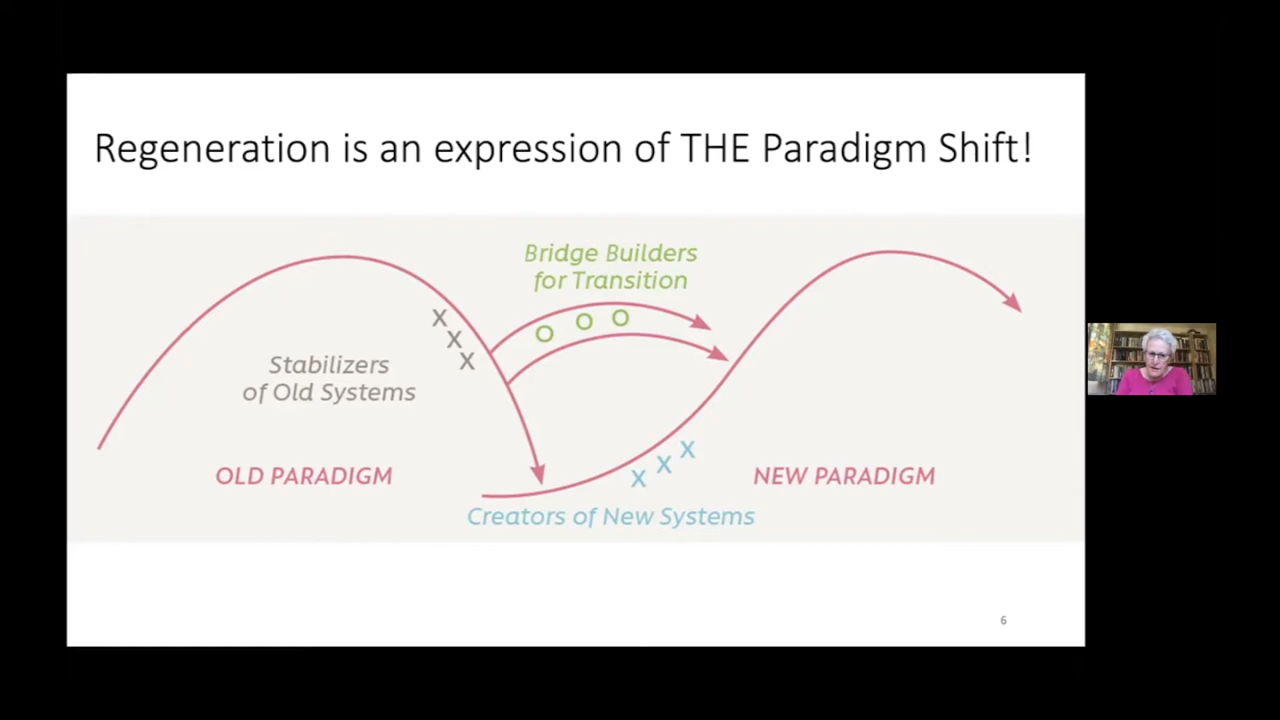 Regeneration is an expression of THE Paradigm Shift!
Bridge Builders
for Transition
O O O
X
X
X
Stabilizers
of Old Systems
OLD PARADIGM
X X X
NEW PARADIGM
Creators of New Systems
6